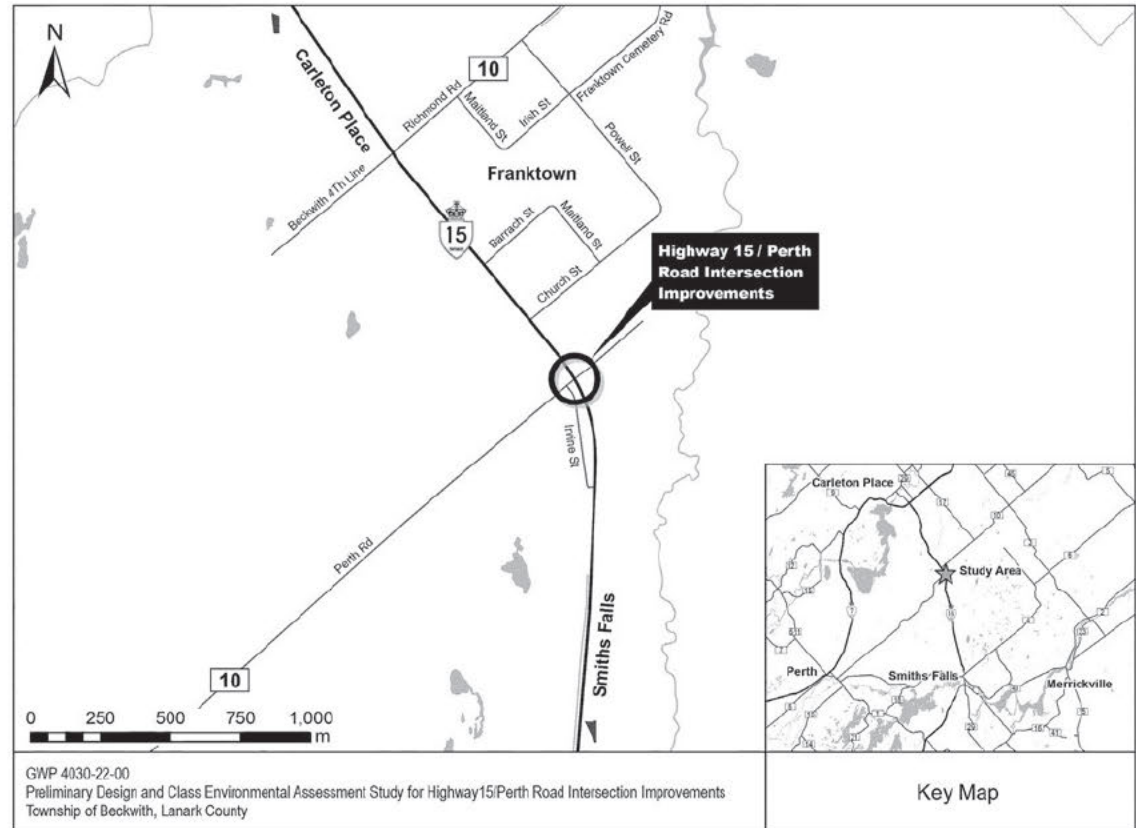 N
Carleton Place
Richmond Rd
10
Franktown Cemetery Rd
Maitland St
Irish St
Powell St
Beckwith 4Th Line
Franktown
15
Barrach St
Maitland St
Church St
Highway 15 / Perth
Road Intersection
Improvements
Irvine St
Perth Rd
10
Smiths Falls
0 250 500 750 1,000
m
Carleton Place
Study Area
Perth
Smiths Falls
Merrickville
GWP 4030-22-00
Preliminary Design and Class Environmental Assessment Study for Highway15/Perth Road Intersection Improvements
Township of Beckwith, Lanark County
Key Map